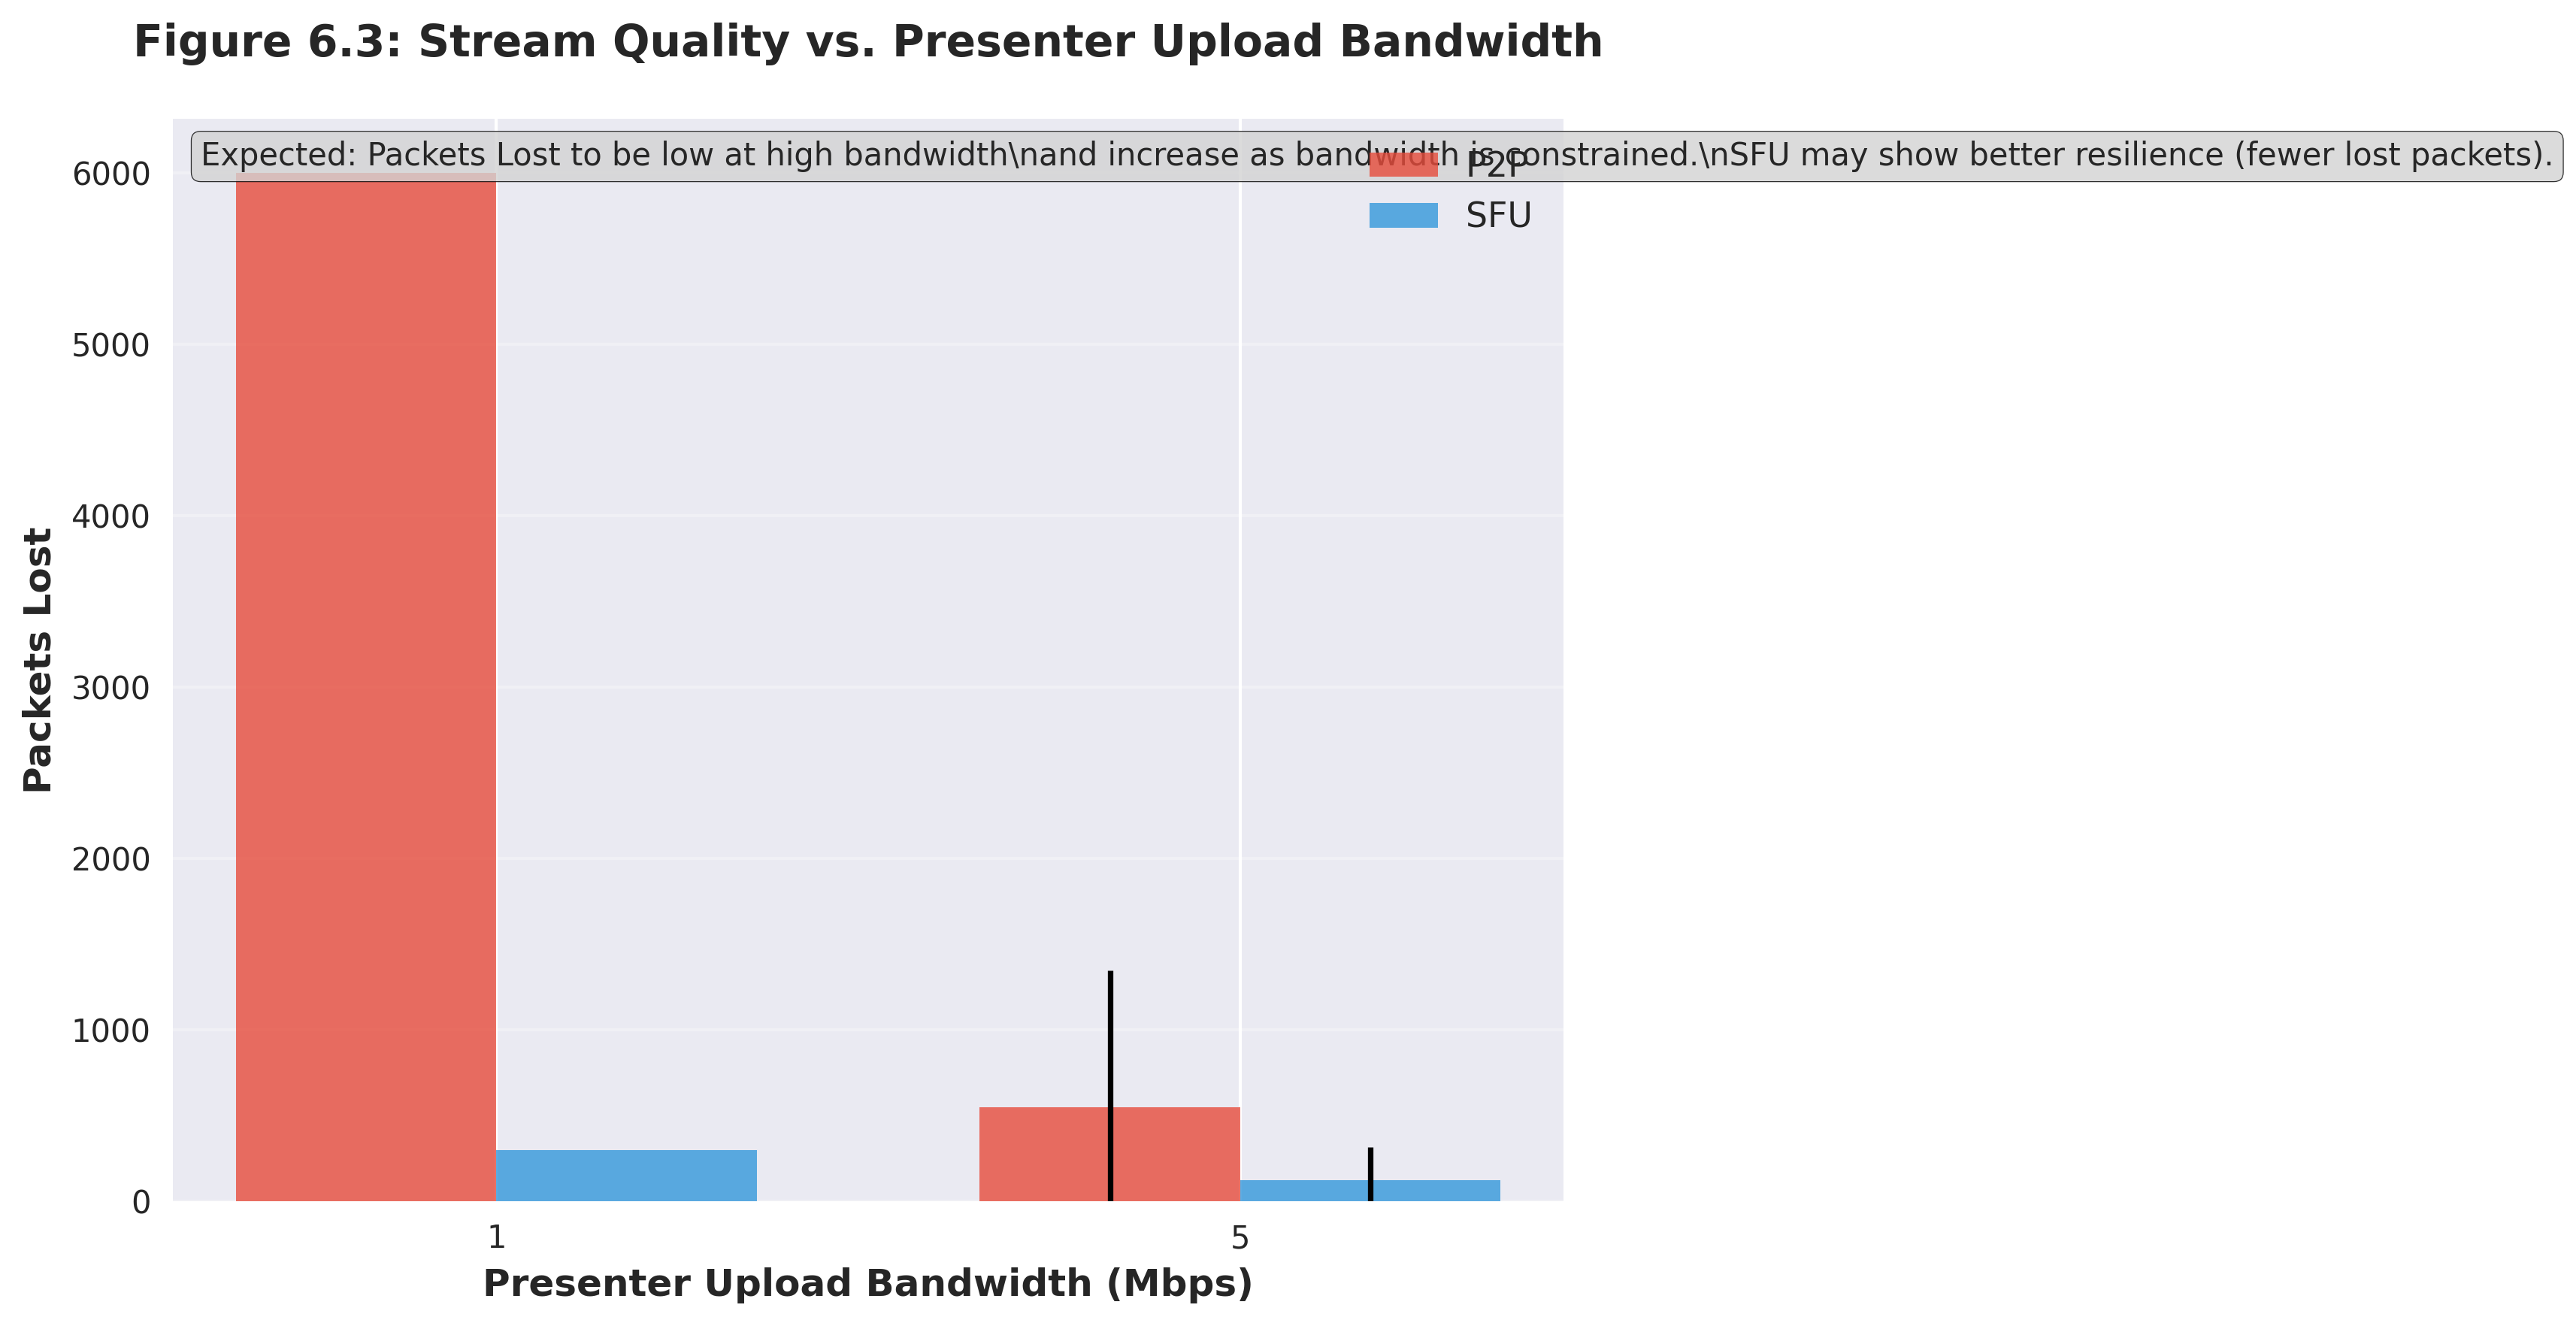 Figure 6.3: Stream Quality vs. Presenter Upload Bandwidth
Expected: Packets Lost to be low at high bandwidth\nand increase as bandwidth is constrained.\nSFU may show better resilience (fewer lost packets).
P2P
SFU
6000
5000
4000
3000
2000
1000
0
Packets Lost
1
5
Presenter Upload Bandwidth (Mbps)